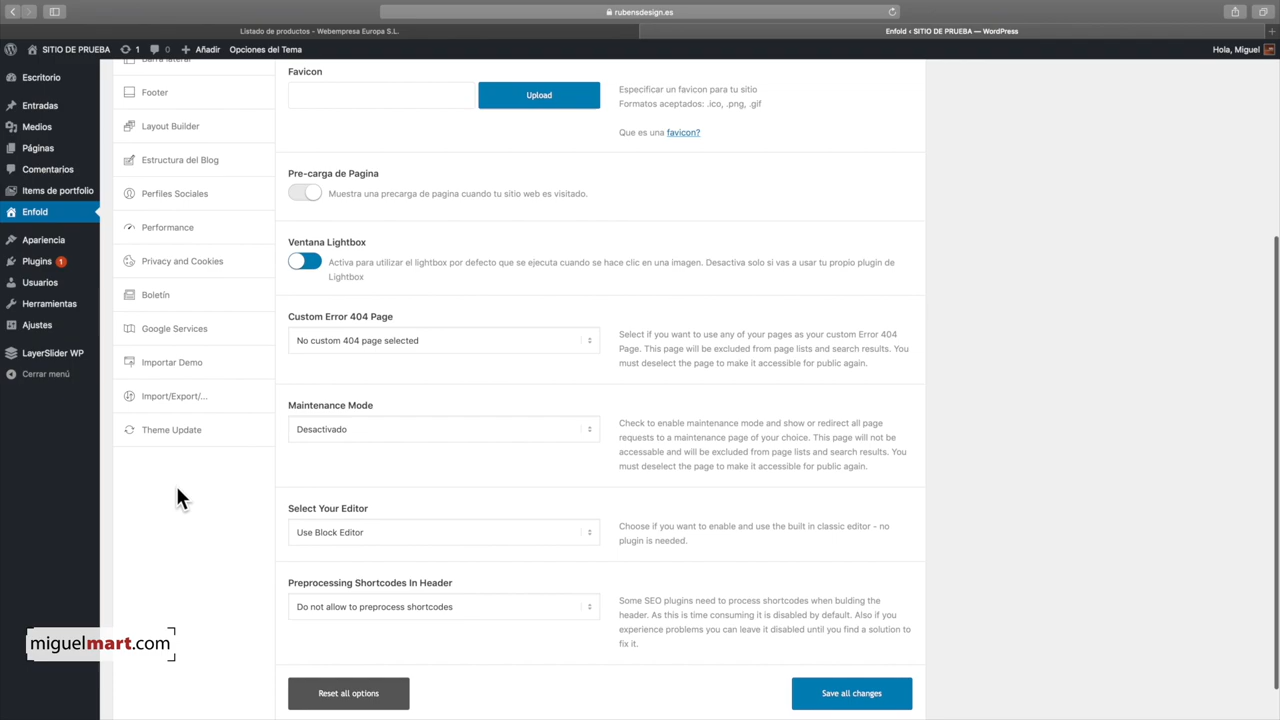 rubensdesign.es
Listado de productos - Webempresa Europa S.L.
Enfold ‹ SITIO DE PRUEBA — WordPress
SITIO DE PRUEBA
1
0
Añadir
Opciones del Tema
Hola, Miguel
Escritorio
Entradas
Medios
Páginas
Comentarios
Items de portfolio
Enfold
Apariencia
Plugins 1
Usuarios
Herramientas
Ajustes
LayerSlider WP
Cerrar menú
Barra lateral
Footer
Layout Builder
Estructura del Blog
Perfiles Sociales
Performance
Privacy and Cookies
Boletín
Google Services
Importar Demo
Import/Export/...
Theme Update
Favicon
Upload
Especificar un favicon para tu sitio
Formatos aceptados: .ico, .png, .gif
Que es una favicon?
Pre-carga de Pagina
Muestra una precarga de pagina cuando tu sitio web es visitado.
Ventana Lightbox
Activa para utilizar el lightbox por defecto que se ejecuta cuando se hace clic en una imagen. Desactiva solo si vas a usar tu propio plugin de
Lightbox
Custom Error 404 Page
No custom 404 page selected
Select if you want to use any of your pages as your custom Error 404
Page. This page will be excluded from page lists and search results. You
must deselect the page to make it accessible for public again.
Maintenance Mode
Desactivado
Check to enable maintenance mode and show or redirect all page
requests to a maintenance page of your choice. This page will not be
accessable and will be excluded from page lists and search results. You
must deselect the page to make it accessible for public again.
Select Your Editor
Use Block Editor
Choose if you want to enable and use the built in classic editor - no
plugin is needed.
Preprocessing Shortcodes In Header
Do not allow to preprocess shortcodes
Some SEO plugins need to process shortcodes when bulding the
header. As this is time consuming it is disabled by default. Also if you
experience problems you can leave it disabled until you find a solution to
fix it.
Reset all options
Save all changes
miguelmart.com